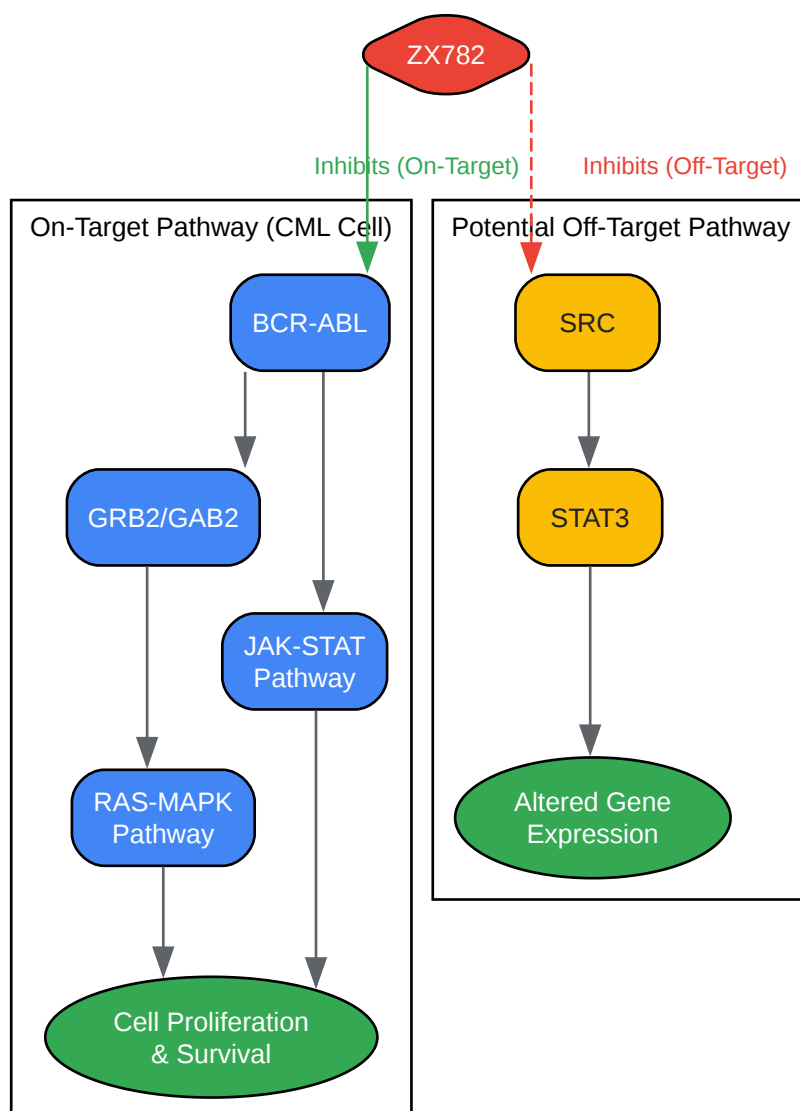 ZX782
Inhibits (On-Target)
Inhibits (Off-Target)
On-Target Pathway (CML Cell)
Potential Off-Target Pathway
BCR-ABL
SRC
GRB2/GAB2
STAT3
JAK-STAT
Pathway
RAS-MAPK
Pathway
Altered Gene
Expression
Cell Proliferation
& Survival